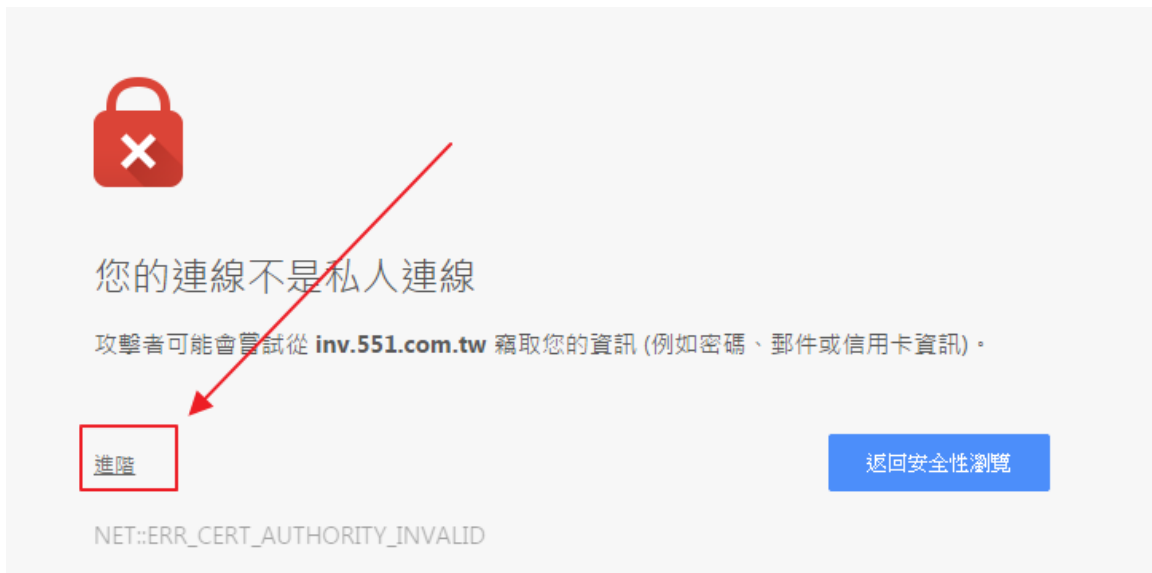 您的連線不是私人連線
攻擊者可能會嘗試從 inv.551.com.tw 竊取您的資訊 (例如密碼、郵件或信用卡資訊)。
進階
返回安全性瀏覽
NET::ERR_CERT_AUTHORITY_INVALID